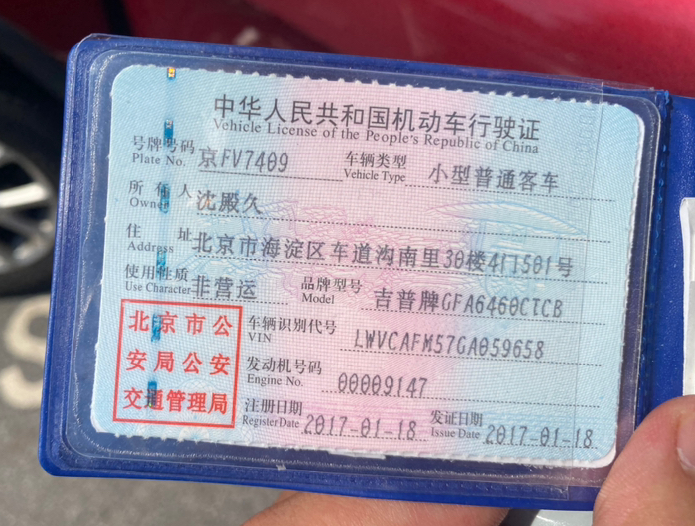 中华人民共和国机动车行驶证
Vehicle License of the People's Republic of China
号牌号码 京FV7409 车辆类型 小型普通客车
Plate No. Vehicle Type
所有人 沈殿久
Owner
住址 北京市海淀区车道沟南里30楼4门501号
Address
使用性质 非营运 品牌型号 吉普牌GFA6460CTCB
Use Character Model
北京市公
安局公安
交通管理局
车辆识别代号 LWVCAFM57GA059658
VIN
发动机号码 00009147
Engine No.
注册日期 2017-01-18 发证日期 2017-01-18
Register Date Issue Date